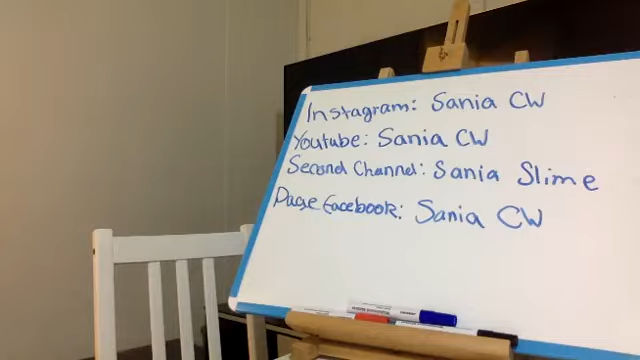 Instagram: Sania CW
Youtube: Sania CW
Second Channel: Sania Slime
Page Facebook: Sania CW